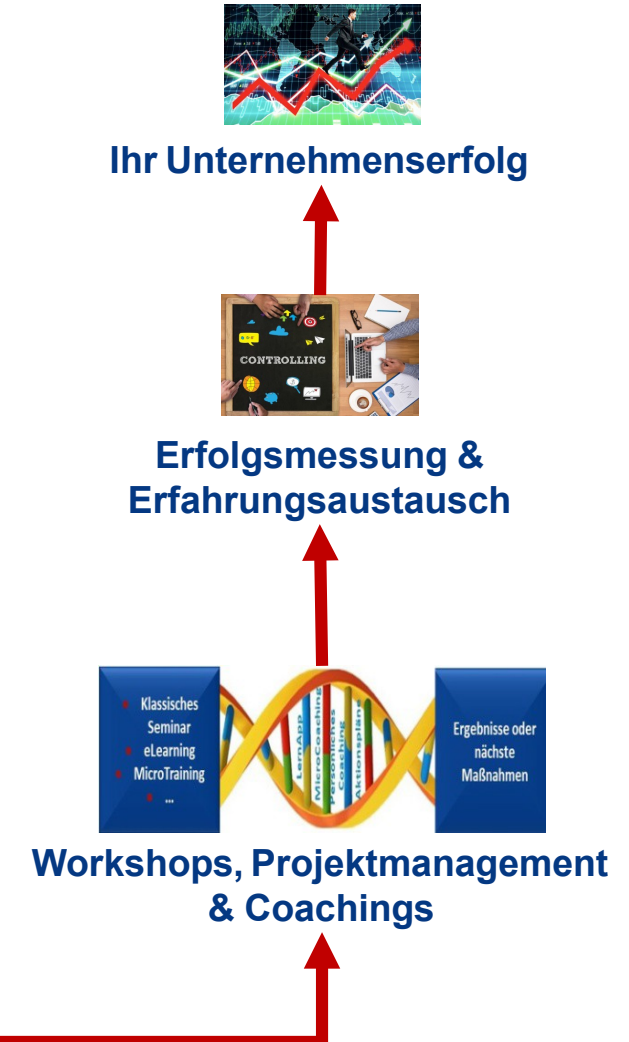 Ihr Unternehmenserfolg
CONTROLLING
Erfolgsmessung &
Erfahrungsaustausch
Klassisches
Seminar
eLearning
MicroTraining
...
LernApp
MicroCoaching
Persönliches
Coaching
Aktionspläne
Ergebnisse oder
nächste
Maßnahmen
Workshops, Projektmanagement
& Coachings